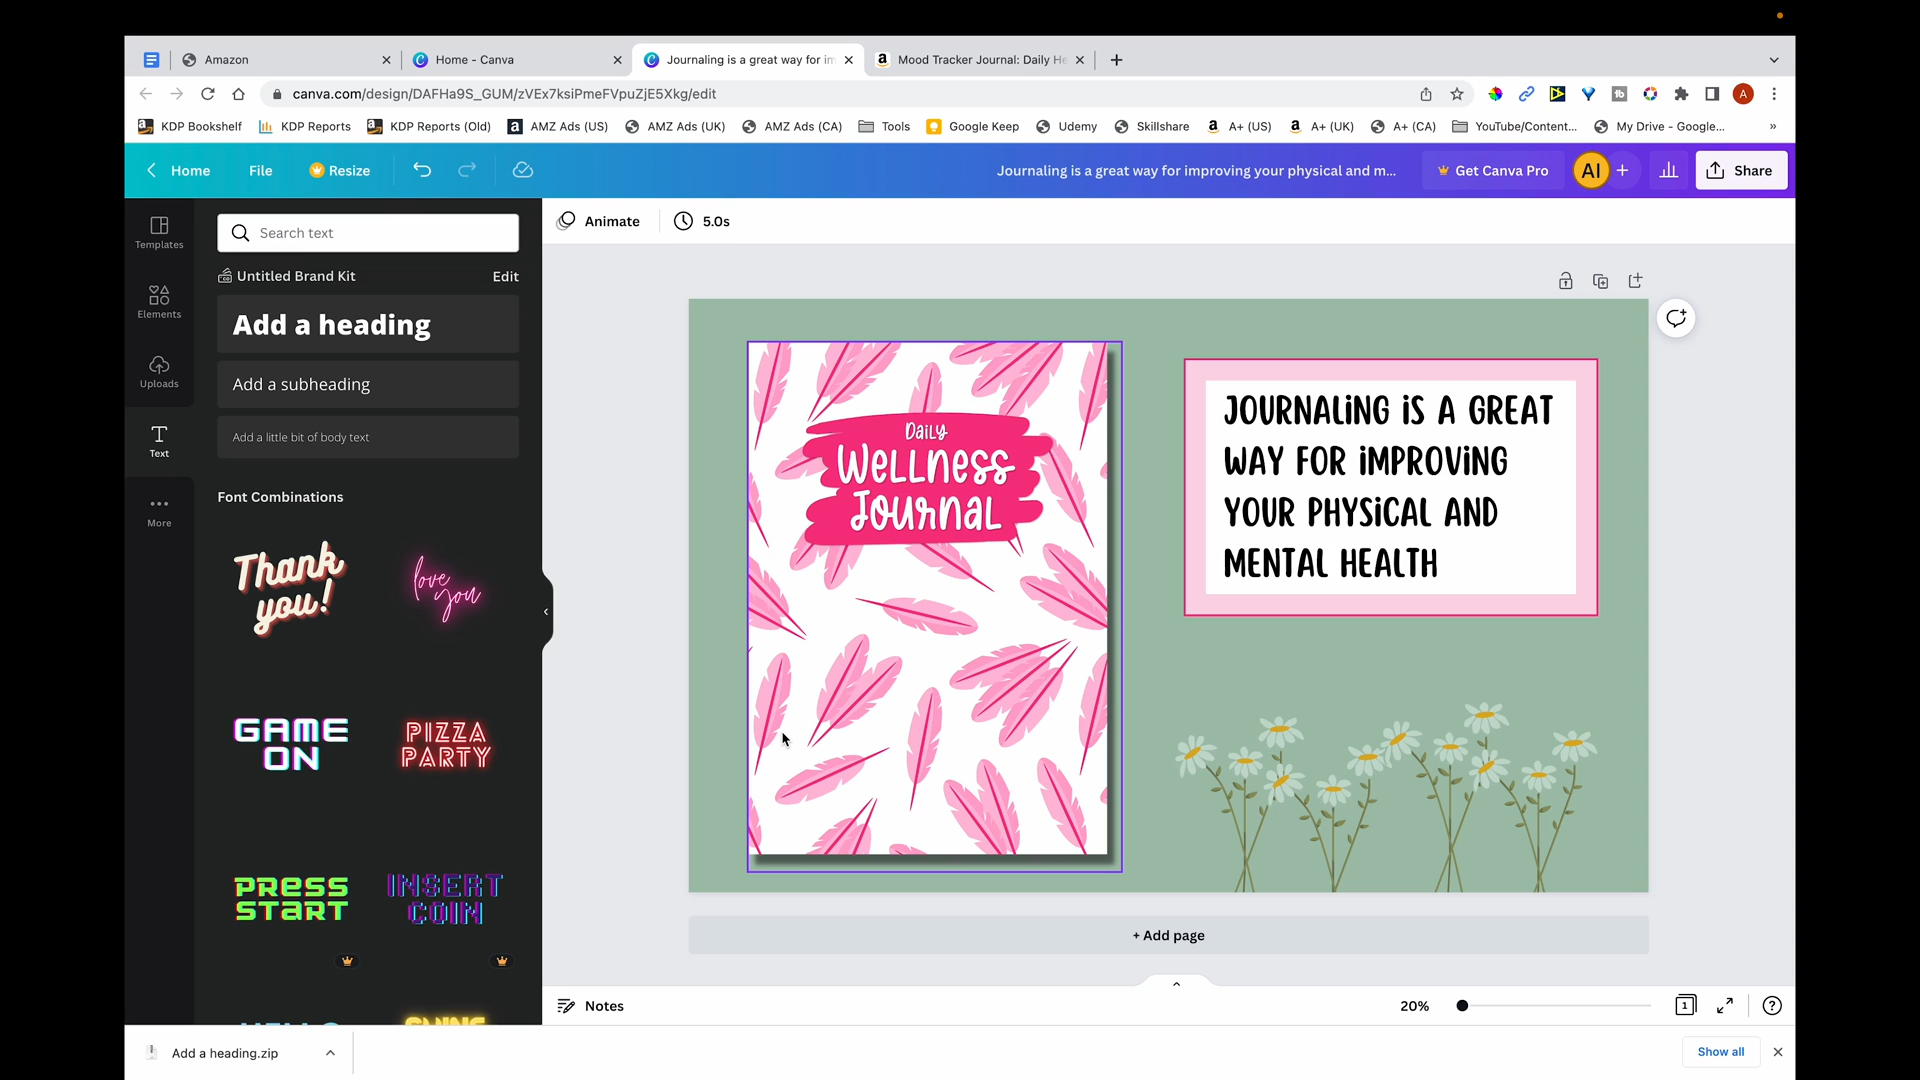 Amazon
Home - Canva
Journaling is a great way for im
Mood Tracker Journal: Daily He
canva.com/design/DAFHa9S_GUM/zVEx7ksiPmeFVpuZjE5Xkg/edit
A
KDP Bookshelf
KDP Reports
KDP Reports (Old)
AMZ Ads (US)
AMZ Ads (UK)
AMZ Ads (CA)
Tools
Google Keep
Udemy
Skillshare
A+ (US)
A+ (UK)
A+ (CA)
YouTube/Content...
My Drive - Google...
»
Home
File
Resize
Journaling is a great way for improving your physical and m...
Get Canva Pro
AI
Share
Templates
Elements
Uploads
Text
More
Search text
Untitled Brand Kit
Edit
Add a heading
Add a subheading
Add a little bit of body text
Font Combinations
Thank
you!
love
you
GAME
ON
PIZZA
PARTY
PRESS
START
INSERT
COIN
Animate
5.0s
Daily
Wellness
Journal
JOURNALING IS A GREAT
WAY FOR IMPROVING
YOUR PHYSICAL AND
MENTAL HEALTH
+ Add page
Notes
20%
1
Add a heading.zip
Show all